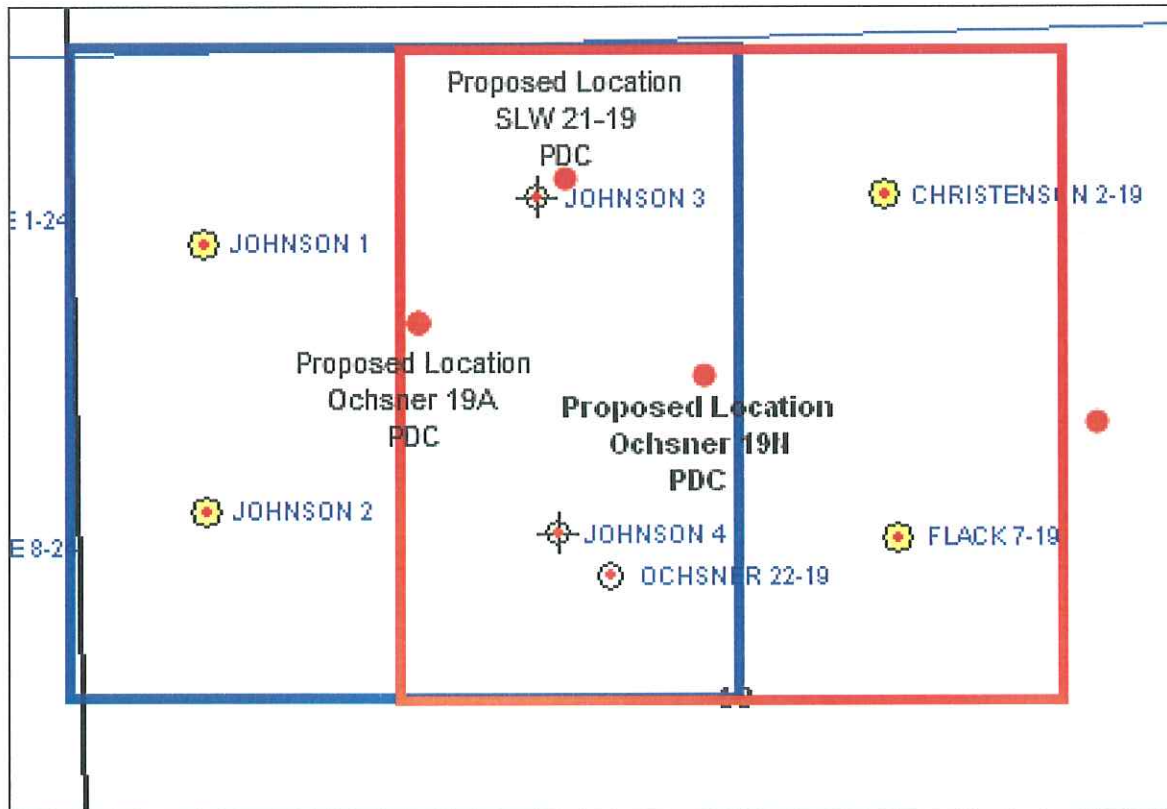 Proposed Location
SLW 21-19
PDC
JOHNSON 3
CHRISTENSON 2-19
E 1-24
JOHNSON 1
Proposed Location
Ochsner 19A
PDC
Proposed Location
Ochsner 19H
PDC
JOHNSON 2
JOHNSON 4
FLACK 7-19
E 8-2
OCHSNER 22-19